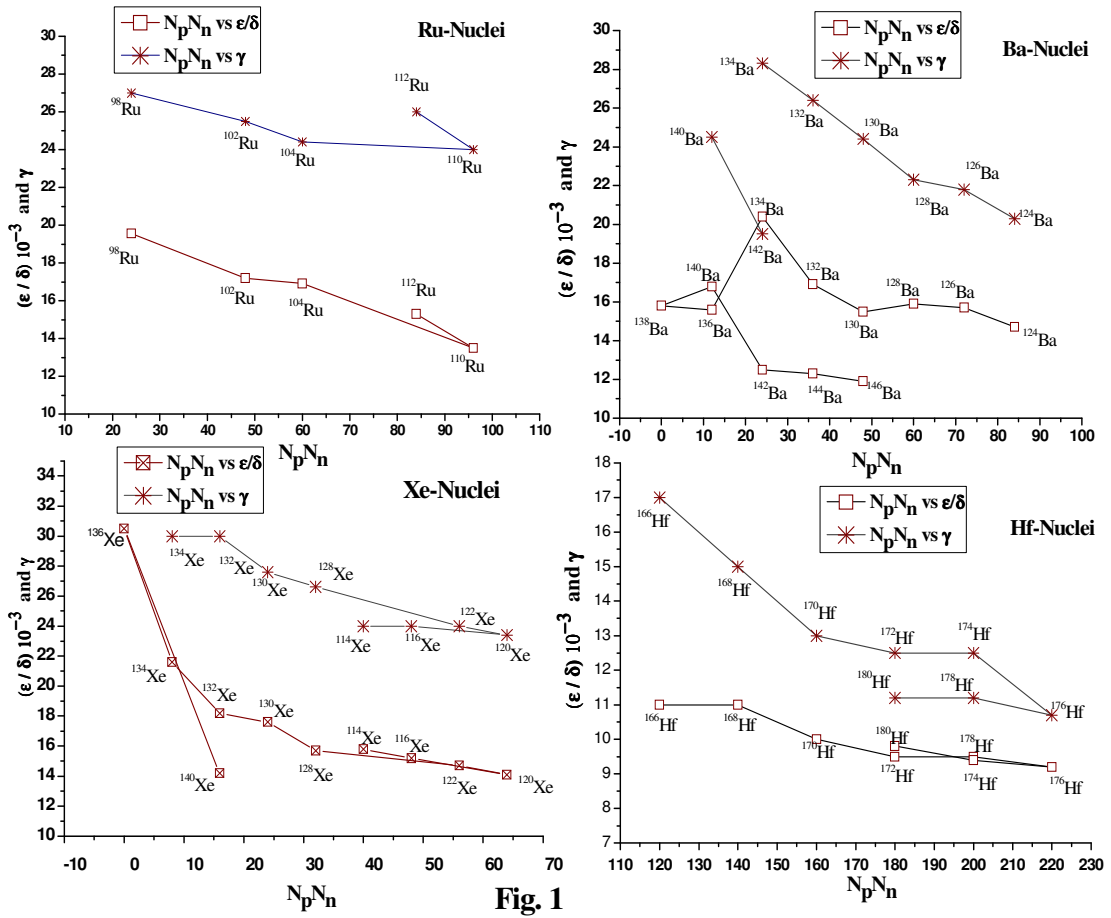 NpNn vs ε/δ
NpNn vs γ
Ru-Nuclei
(ε / δ) 10⁻³ and γ
30
28
26
24
22
20
18
16
14
12
10
⁹⁸Ru
¹⁰²Ru
¹⁰⁴Ru
¹¹²Ru
¹¹⁰Ru
⁹⁸Ru
¹⁰²Ru
¹⁰⁴Ru
¹¹²Ru
¹¹⁰Ru
10 20 30 40 50 60 70 80 90 100 110
NpNn
NpNn vs ε/δ
NpNn vs γ
Ba-Nuclei
(ε / δ) 10⁻³ and γ
30
28
26
24
22
20
18
16
14
12
10
¹³⁴Ba
¹³²Ba
¹³⁰Ba
¹⁴⁰Ba
¹²⁶Ba
¹²⁸Ba
¹²⁴Ba
¹³⁴Ba
¹⁴²Ba
¹³²Ba
¹⁴⁰Ba
¹²⁸Ba
¹²⁶Ba
¹³⁸Ba
¹³⁶Ba
¹³⁰Ba
¹²⁴Ba
¹⁴²Ba
¹⁴⁴Ba
¹⁴⁶Ba
-10 0 10 20 30 40 50 60 70 80 90 100
NpNn
NpNn vs ε/δ
NpNn vs γ
Xe-Nuclei
(ε / δ) 10⁻³ and γ
34
32
30
28
26
24
22
20
18
16
14
12
10
¹³⁶Xe
¹³⁴Xe
¹³²Xe
¹³⁰Xe
¹²⁸Xe
¹²²Xe
¹¹⁴Xe
¹¹⁶Xe
¹²⁰Xe
¹³⁴Xe
¹³²Xe
¹³⁰Xe
¹¹⁴Xe
¹¹⁶Xe
¹²⁸Xe
¹²²Xe
¹²⁰Xe
¹⁴⁰Xe
-10 0 10 20 30 40 50 60 70
NpNn
NpNn vs ε/δ
NpNn vs γ
Hf-Nuclei
(ε / δ) 10⁻³ and γ
18
17
16
15
14
13
12
11
10
9
8
7
¹⁶⁶Hf
¹⁶⁸Hf
¹⁷⁰Hf
¹⁷²Hf
¹⁷⁴Hf
¹⁸⁰Hf
¹⁷⁸Hf
¹⁷⁶Hf
¹⁶⁶Hf
¹⁶⁸Hf
¹⁷⁰Hf
¹⁸⁰Hf
¹⁷⁸Hf
¹⁷²Hf
¹⁷⁴Hf
¹⁷⁶Hf
110 120 130 140 150 160 170 180 190 200 210 220 230
NpNn
Fig. 1